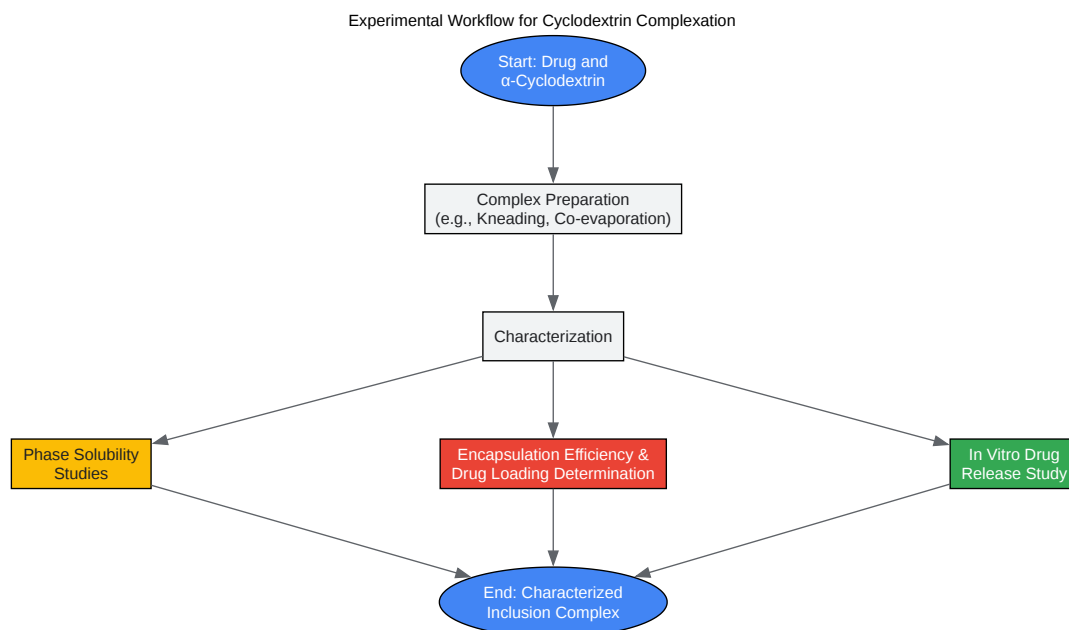 Experimental Workflow for Cyclodextrin Complexation
Start: Drug and
α-Cyclodextrin
Complex Preparation
(e.g., Kneading, Co-evaporation)
Characterization
Phase Solubility
Studies
Encapsulation Efficiency &
Drug Loading Determination
In Vitro Drug
Release Study
End: Characterized
Inclusion Complex